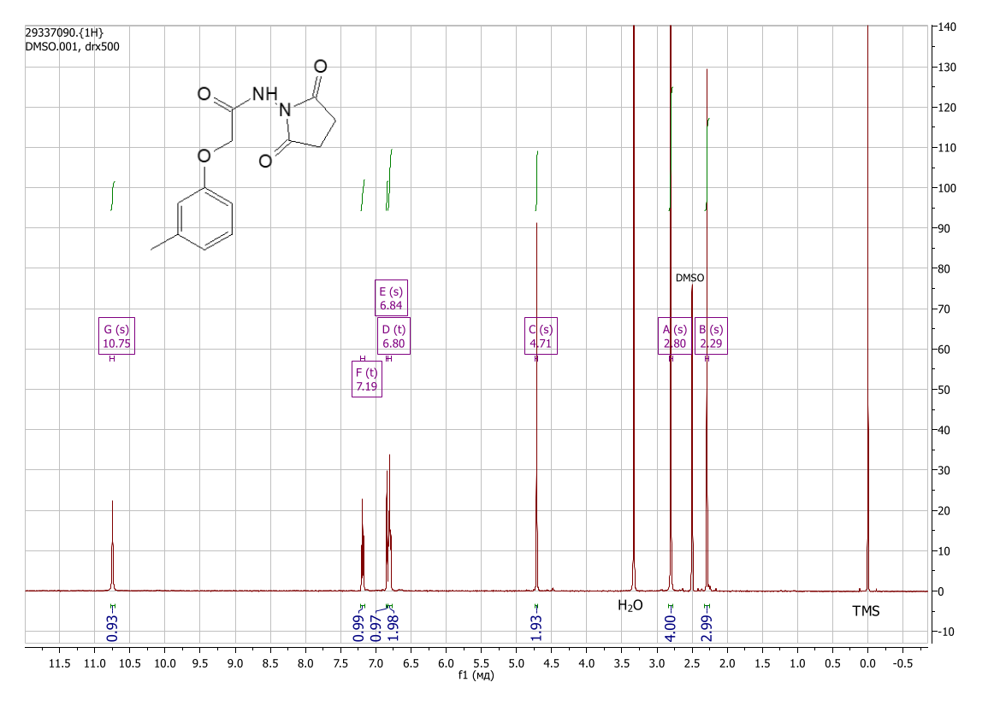 29337090.{1H}
DMSO.001, drx500
O
O
NH
N
O
O
DMSO
E (s)
6.84
G (s)
10.75
D (t)
6.80
C (s)
4.71
A (s)
2.80
B (s)
2.29
F (t)
7.19
140
130
120
110
100
90
80
70
60
50
40
30
20
10
0
-10
H2O
TMS
0.93
0.99
0.97
1.98
1.93
4.00
2.99
11.5 11.0 10.5 10.0 9.5 9.0 8.5 8.0 7.5 7.0 6.5 6.0 5.5 5.0 4.5 4.0 3.5 3.0 2.5 2.0 1.5 1.0 0.5 0.0 -0.5
f1 (мд)